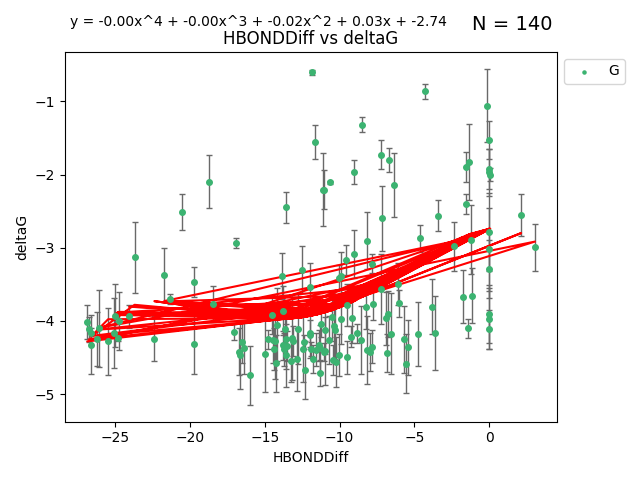 y = -0.00x^4 + -0.00x^3 + -0.02x^2 + 0.03x + -2.74
N = 140
HBONDDiff vs deltaG
G
deltaG
−1
−2
−3
−4
−5
−25
−20
−15
−10
−5
0
HBONDDiff